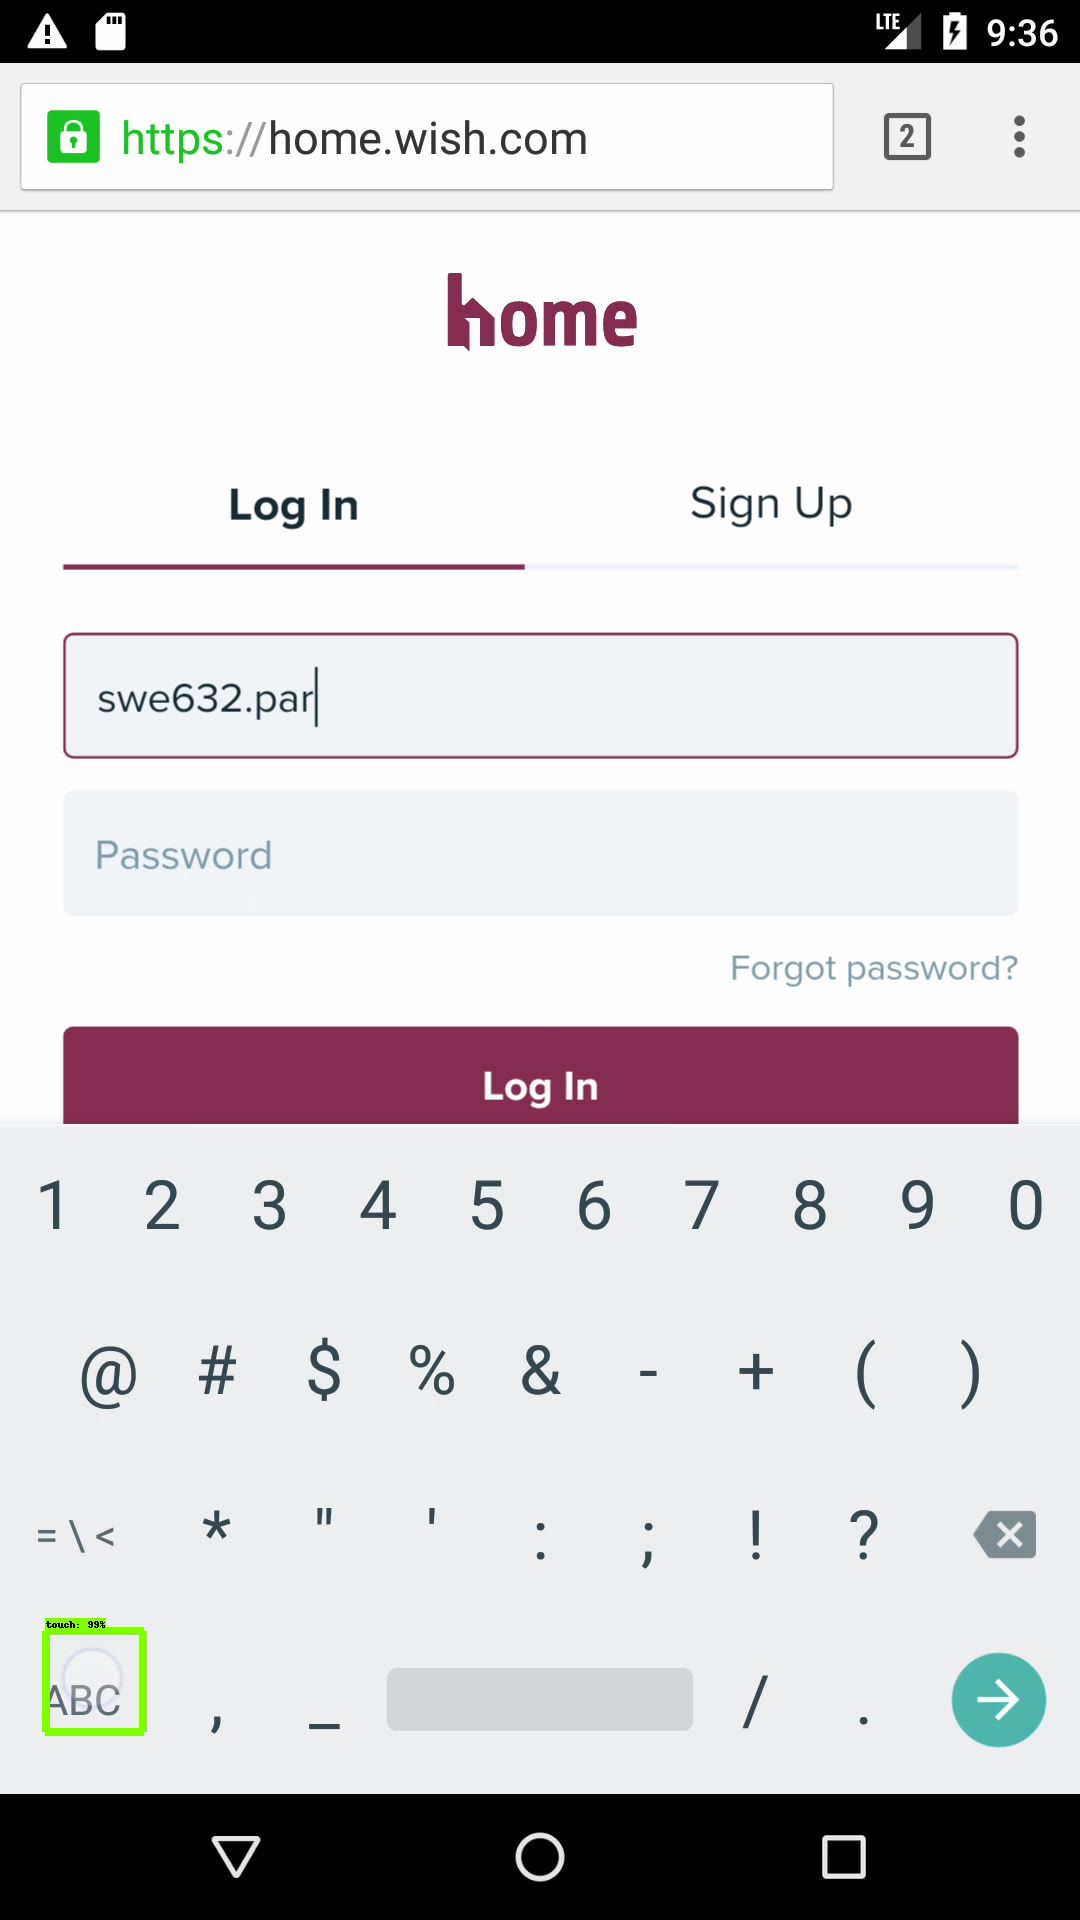 LTE 9:36
https://home.wish.com 2
home
Log In Sign Up
swe632.par
Password
Forgot password?
Log In
1 2 3 4 5 6 7 8 9 0
@ # $ % & - + ( )
= \ < * " ' : ; ! ?
touch: 99%
ABC , _ / .